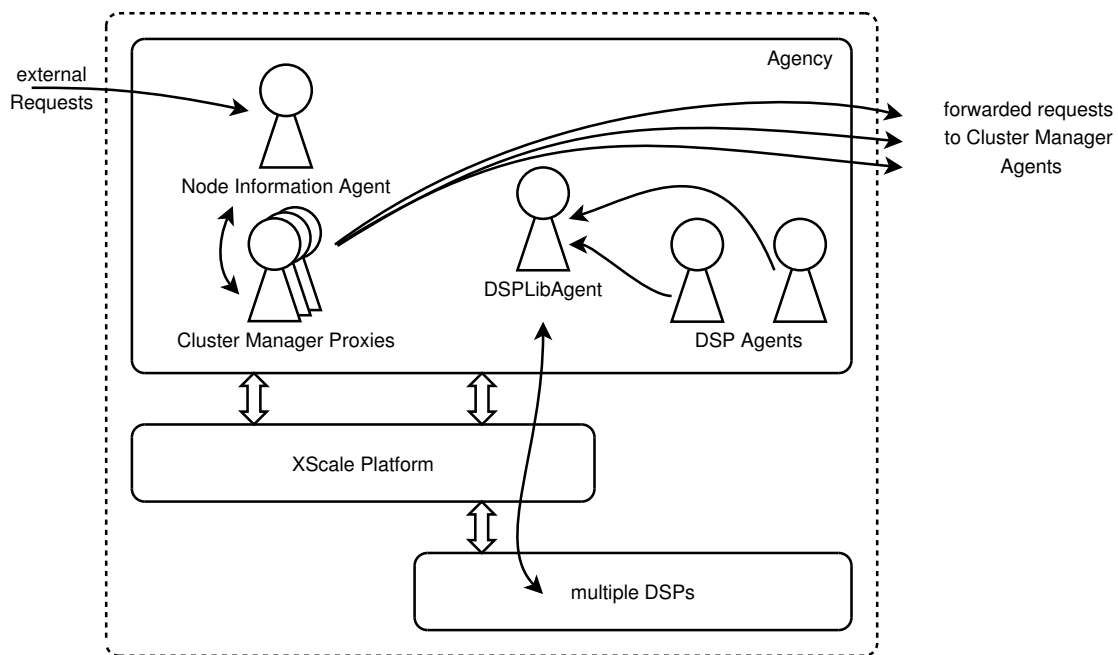 Agency
external
Requests
forwarded requests
to Cluster Manager
Agents
Node Information Agent
DSPLibAgent
Cluster Manager Proxies
DSP Agents
XScale Platform
multiple DSPs